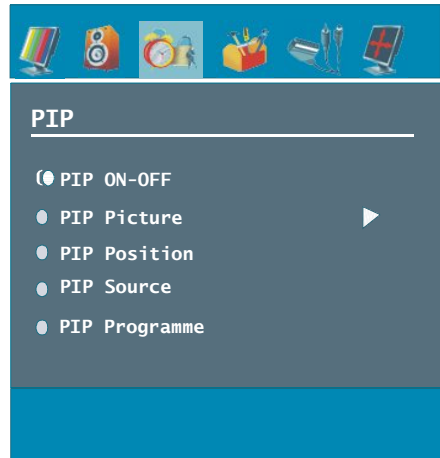 PIP
PIP ON-OFF
PIP Picture
PIP Position
PIP Source
PIP Programme